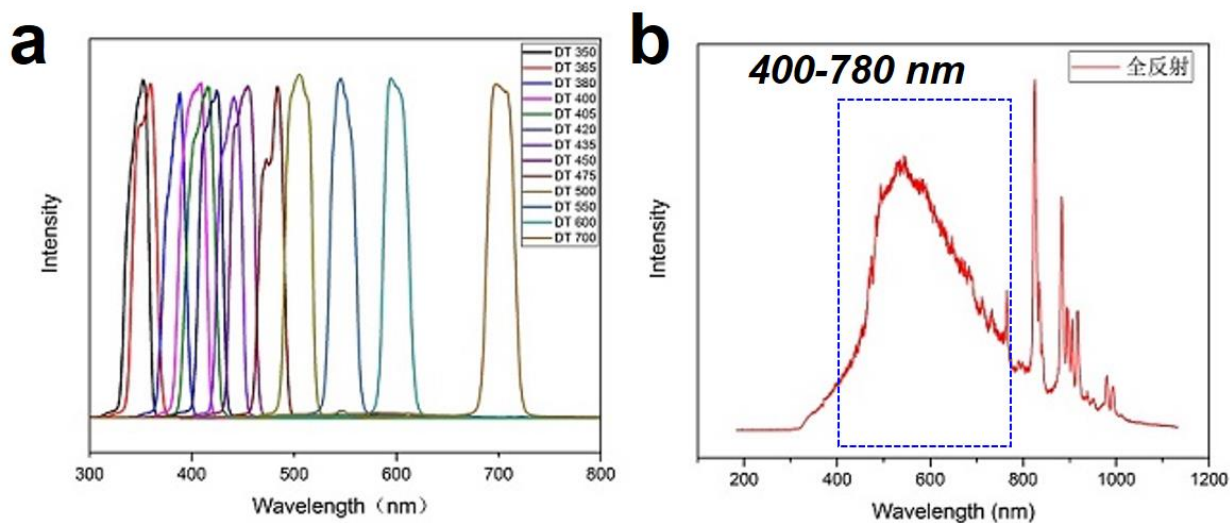 a
DT 350
DT 365
DT 380
DT 400
DT 405
DT 420
DT 435
DT 450
DT 475
DT 500
DT 550
DT 600
DT 700
Intensity
300
400
500
600
700
800
Wavelength（nm）
b
400-780 nm
全反射
Intensity
200
400
600
800
1000
1200
Wavelength (nm)